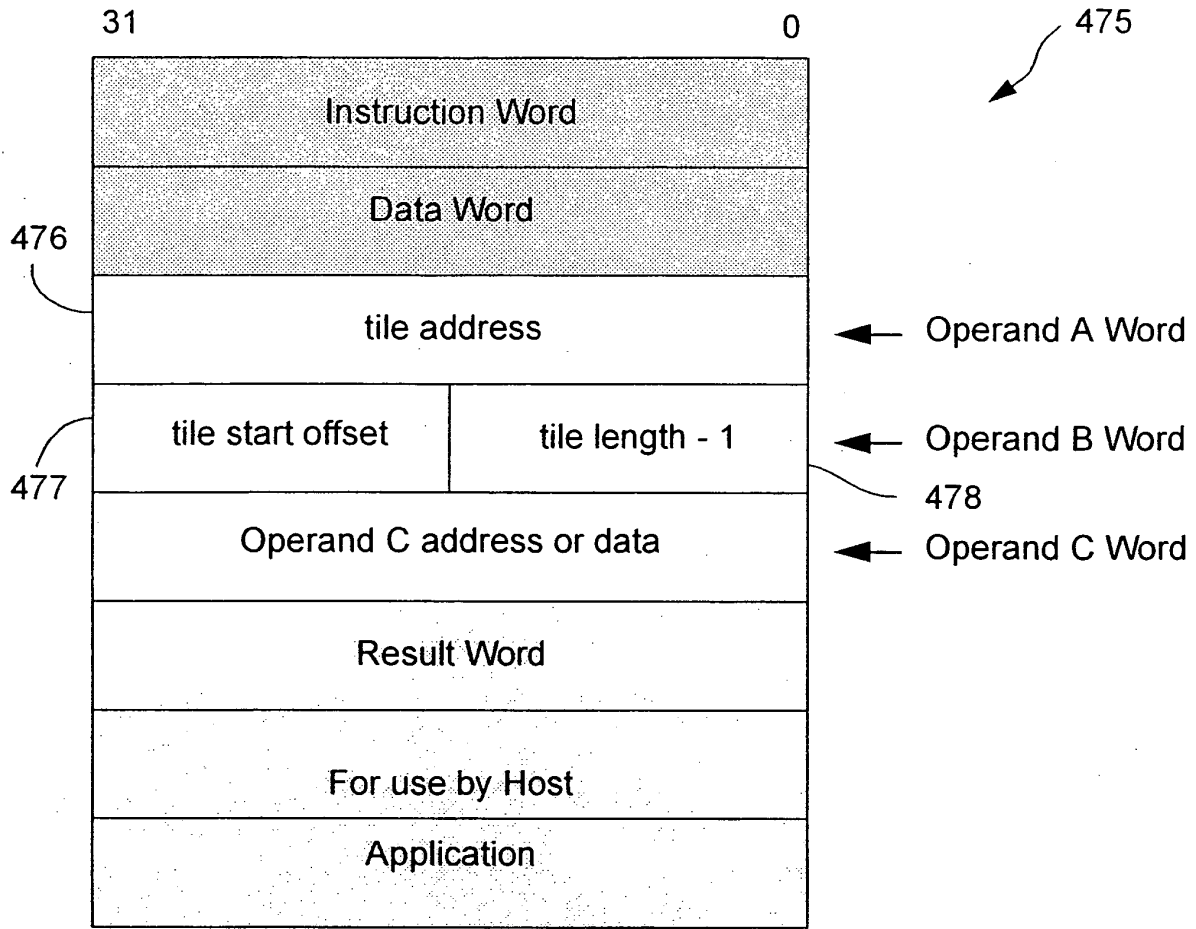 31 0 475
Instruction Word
Data Word
476
tile address Operand A Word
tile start offset tile length - 1 Operand B Word
477 478
Operand C address or data Operand C Word
Result Word
For use by Host
Application